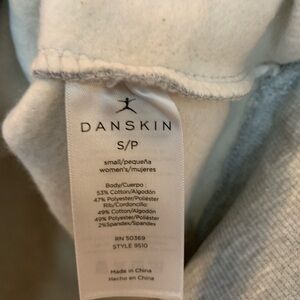 DANSKIN
S/P
small/pequeña
women's/mujeres
Body/Cuerpo :
53% Cotton/Algodón
47% Polyester/Poliéster
Rib/Cordoncillo:
49% Cotton/Algodón
49% Polyester/Poliéster
2%Spandex/Spandex
RN 50369
STYLE 9510
Made in China
Hecho en China